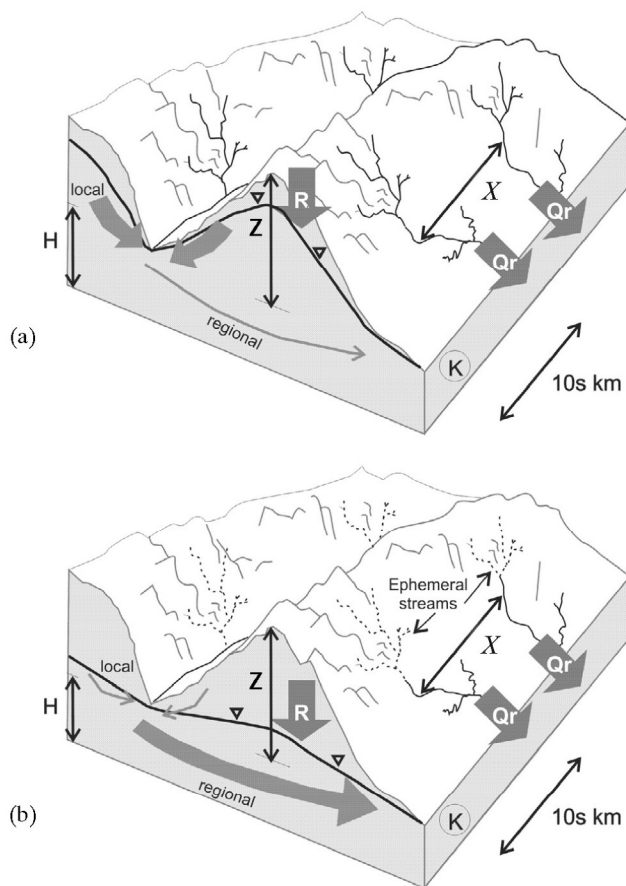 local
R
X
H
Z
Qr
Qr
regional
(a)
K
10s km
Ephemeral
streams
local
X
Z
Qr
H
R
Qr
regional
(b)
K
10s km